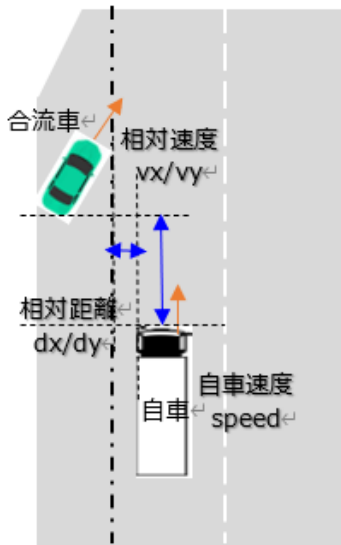 合流車↵
相対速度
vx/vy↵
相対距離↵
dx/dy↵
自車↵
自車速度
speed↵